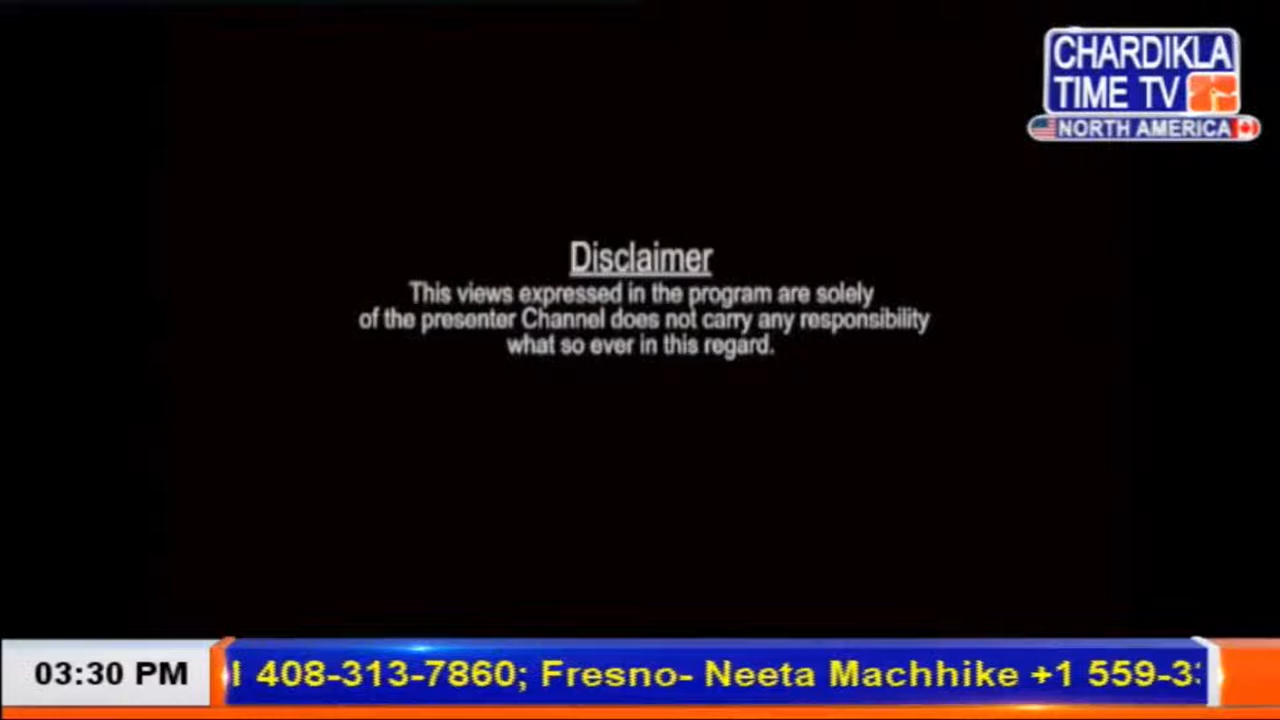 CHARDIKLA
TIME TV
NORTH AMERICA
Disclaimer
This views expressed in the program are solely
of the presenter Channel does not carry any responsibility
what so ever in this regard.
03:30 PM
408-313-7860; Fresno- Neeta Machhike +1 559-3